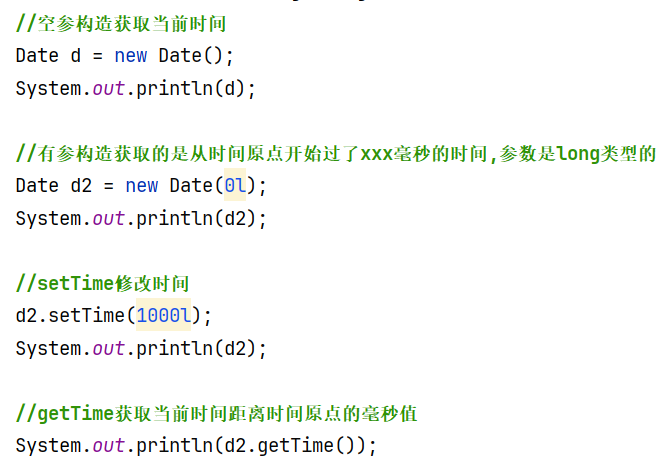 //空参构造获取当前时间
Date d = new Date();
System.out.println(d);
//有参构造获取的是从时间原点开始过了xxx毫秒的时间,参数是long类型的
Date d2 = new Date(0l);
System.out.println(d2);
//setTime修改时间
d2.setTime(1000l);
System.out.println(d2);
//getTime获取当前时间距离时间原点的毫秒值
System.out.println(d2.getTime());